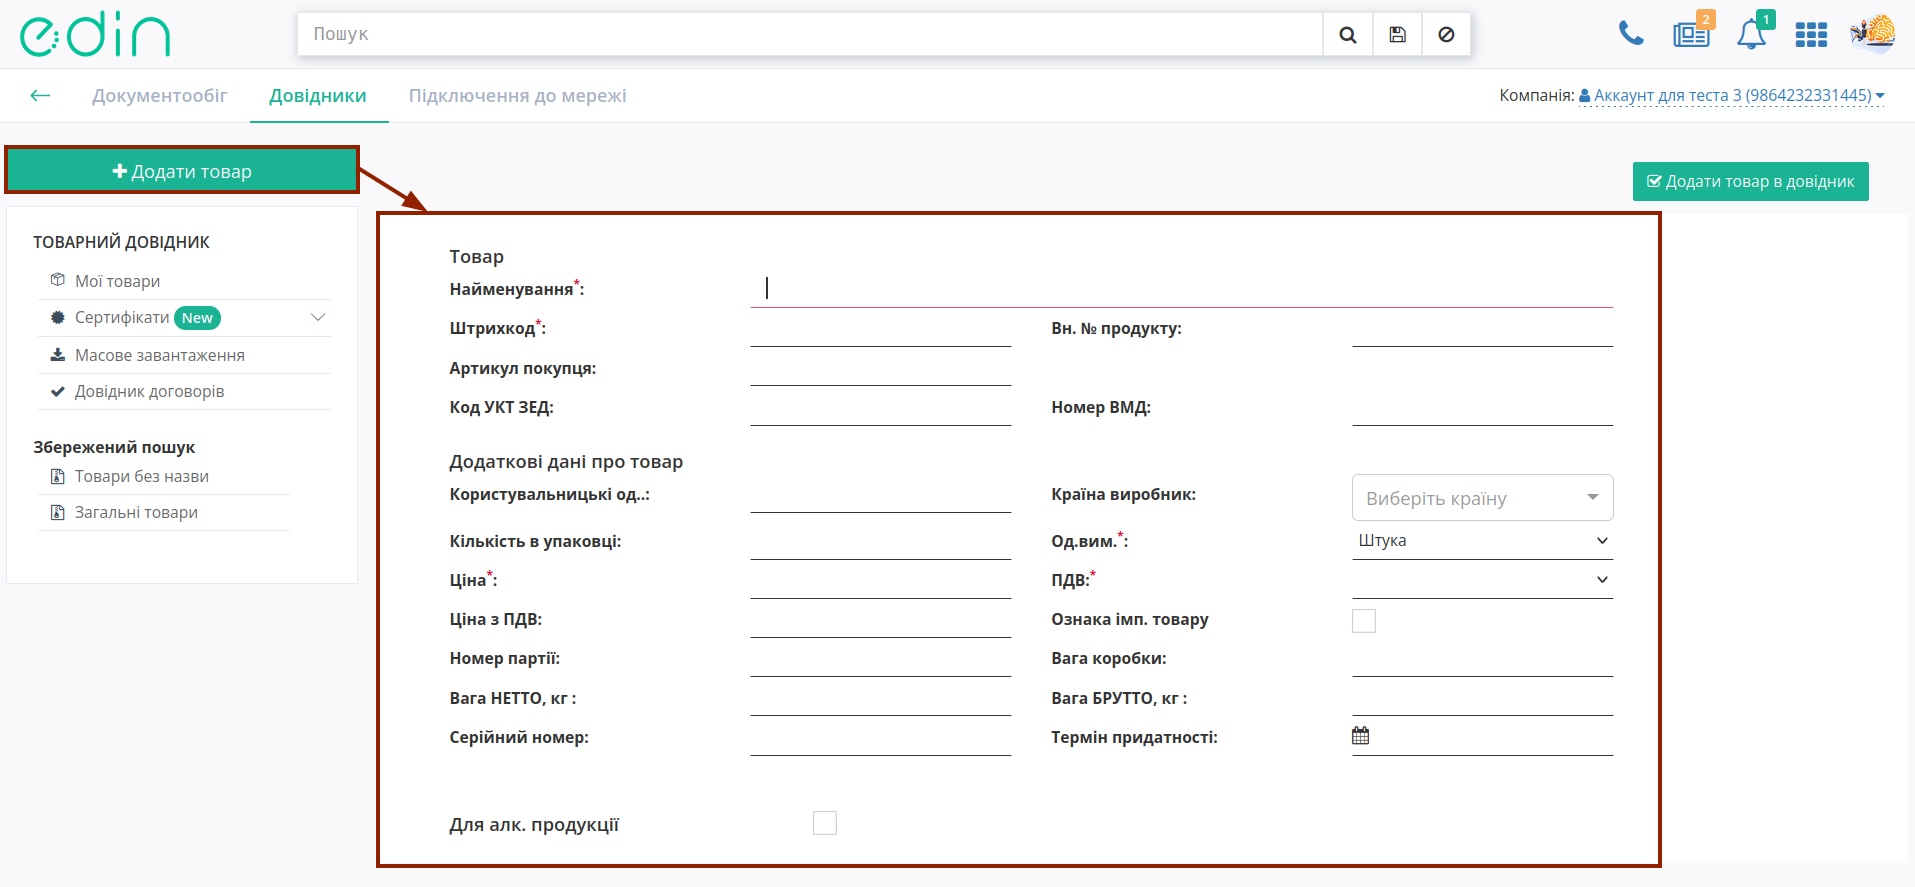 edin
Пошук
2
1
Документообіг
Довідники
Підключення до мережі
Компанія: Аккаунт для теста 3 (9864232331445)
Додати товар
Додати товар в довідник
ТОВАРНИЙ ДОВІДНИК
Мої товари
Сертифікати New
Масове завантаження
Довідник договорів
Збережений пошук
Товари без назви
Загальні товари
Товар
Найменування*:
Штрихкод*:
Вн. № продукту:
Артикул покупця:
Код УКТ ЗЕД:
Номер ВМД:
Додаткові дані про товар
Користувальницькі од..:
Країна виробник:
Виберіть країну
Кількість в упаковці:
Од.вим.*:
Штука
Ціна*:
ПДВ:*
Ціна з ПДВ:
Ознака імп. товару
Номер партії:
Вага коробки:
Вага НЕТТО, кг :
Вага БРУТТО, кг :
Серійний номер:
Термін придатності:
Для алк. продукції